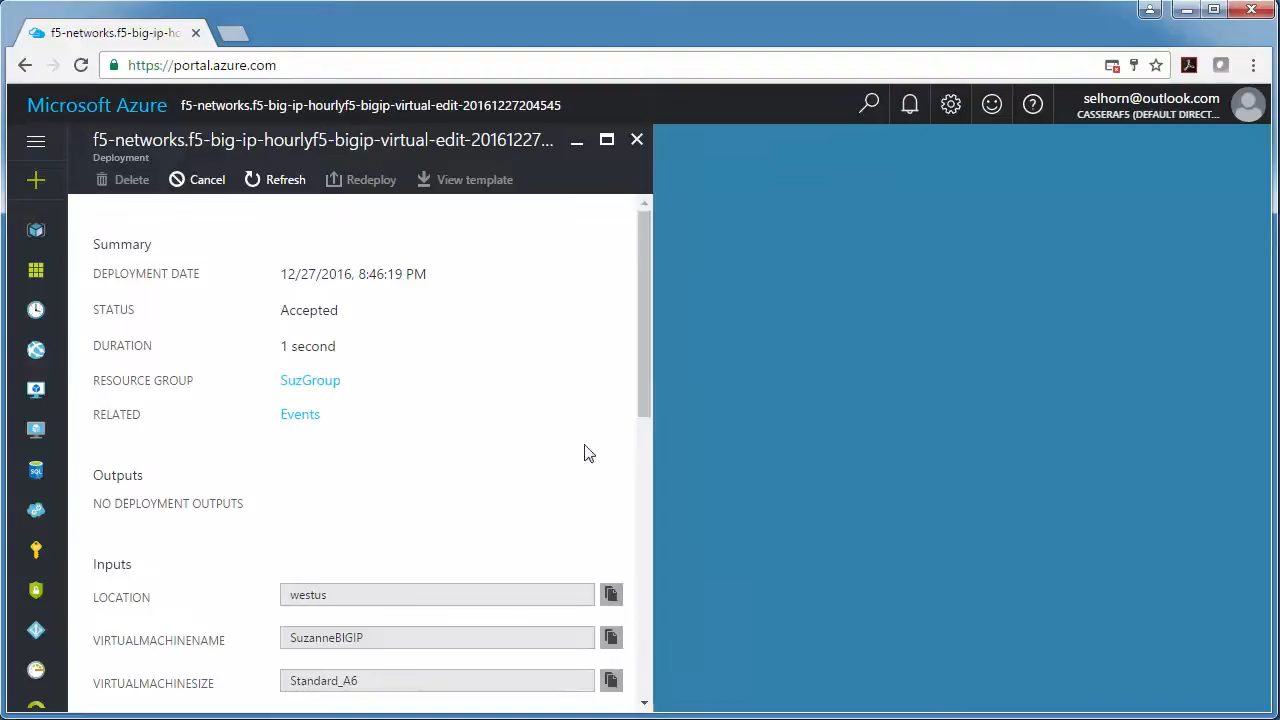 f5-networks.f5-big-ip-hc
https://portal.azure.com
Microsoft Azure f5-networks.f5-big-ip-hourlyf5-bigip-virtual-edit-20161227204545
selhorn@outlook.com
CASSERAF5 (DEFAULT DIRECT...
f5-networks.f5-big-ip-hourlyf5-bigip-virtual-edit-20161227...
Deployment
Delete Cancel Refresh Redeploy View template
Summary
DEPLOYMENT DATE 12/27/2016, 8:46:19 PM
STATUS Accepted
DURATION 1 second
RESOURCE GROUP SuzGroup
RELATED Events
Outputs
NO DEPLOYMENT OUTPUTS
Inputs
LOCATION westus
VIRTUALMACHINENAME SuzanneBIGIP
VIRTUALMACHINESIZE Standard_A6
SQL